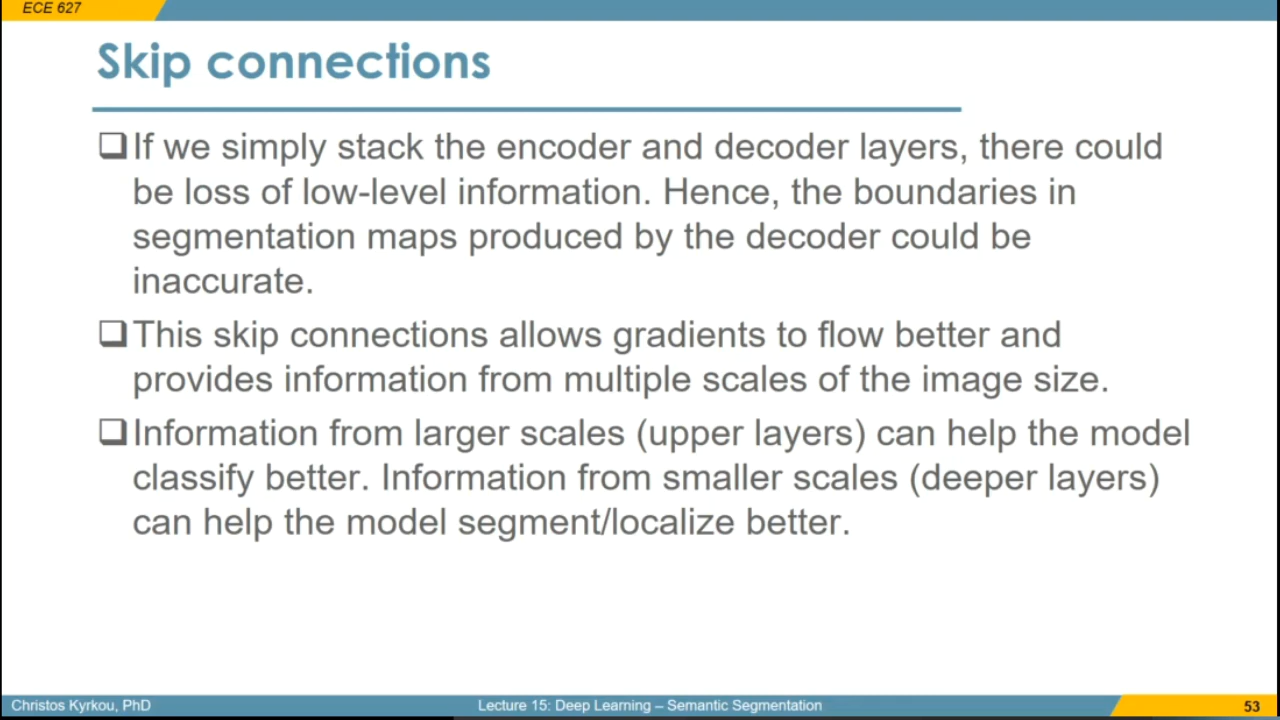 ECE 627
Skip connections
If we simply stack the encoder and decoder layers, there could
be loss of low-level information. Hence, the boundaries in
segmentation maps produced by the decoder could be
inaccurate.
This skip connections allows gradients to flow better and
provides information from multiple scales of the image size.
Information from larger scales (upper layers) can help the model
classify better. Information from smaller scales (deeper layers)
can help the model segment/localize better.
Christos Kyrkou, PhD
Lecture 15: Deep Learning – Semantic Segmentation
53